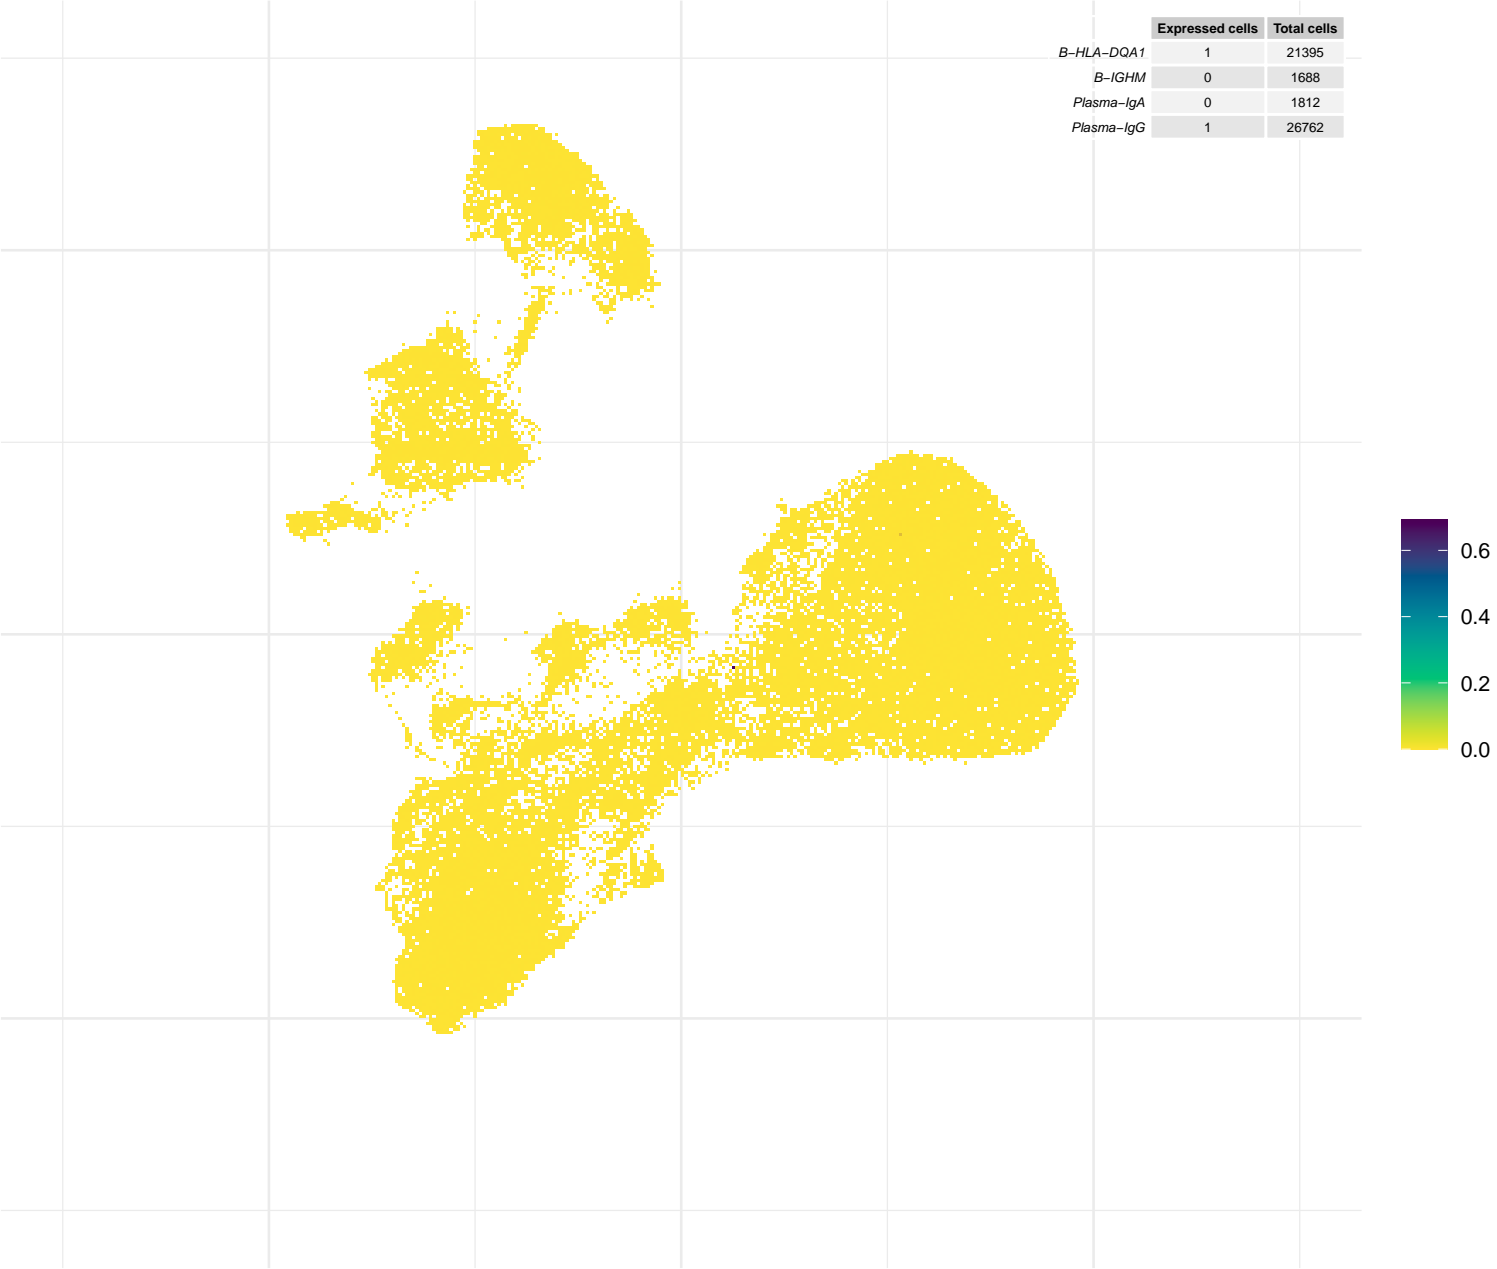 Expressed cells Total cells
B−HLA−DQA1 1 21395
B−IGHM 0 1688
Plasma−IgA 0 1812
Plasma−IgG 1 26762
0.6
0.4
0.2
0.0